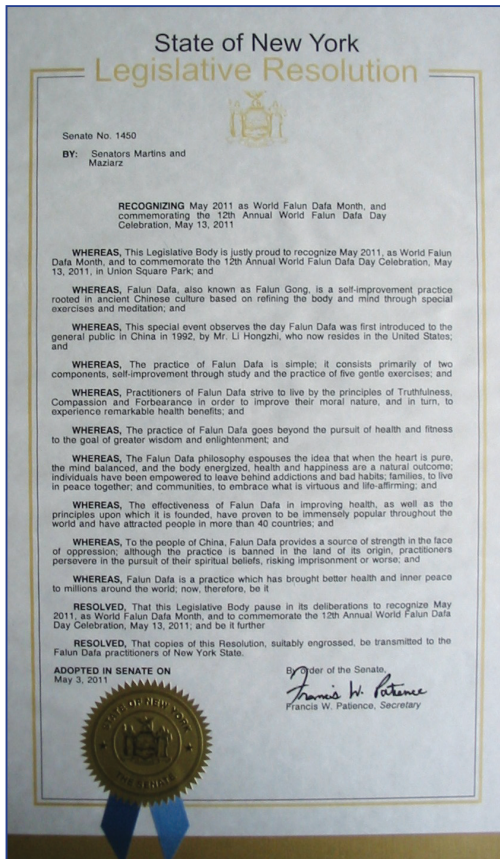 State of New York
Legislative Resolution
Senate No. 1450
BY: Senators Martins and
Maziarz
RECOGNIZING May 2011 as World Falun Dafa Month, and
commemorating the 12th Annual World Falun Dafa Day
Celebration, May 13, 2011
WHEREAS, This Legislative Body is justly proud to recognize May 2011, as World Falun
Dafa Month, and to commemorate the 12th Annual World Falun Dafa Day Celebration, May
13, 2011, in Union Square Park; and
WHEREAS, Falun Dafa, also known as Falun Gong, is a self-improvement practice
rooted in ancient Chinese culture based on refining the body and mind through special
exercises and meditation; and
WHEREAS, This special event observes the day Falun Dafa was first introduced to the
general public in China in 1992, by Mr. Li Hongzhi, who now resides in the United States;
and
WHEREAS, The practice of Falun Dafa is simple; it consists primarily of two
components, self-improvement through study and the practice of five gentle exercises; and
WHEREAS, Practitioners of Falun Dafa strive to live by the principles of Truthfulness,
Compassion and Forbearance in order to improve their moral nature, and in turn, to
experience remarkable health benefits; and
WHEREAS, The practice of Falun Dafa goes beyond the pursuit of health and fitness
to the goal of greater wisdom and enlightenment; and
WHEREAS, The Falun Dafa philosophy espouses the idea that when the heart is pure,
the mind balanced, and the body energized, health and happiness are a natural outcome;
individuals have been empowered to leave behind addictions and bad habits; families, to live
in peace together; and communities, to embrace what is virtuous and life-affirming; and
WHEREAS, The effectiveness of Falun Dafa in improving health, as well as the
principles upon which it is founded, have proven to be immensely popular throughout the
world and have attracted people in more than 40 countries; and
WHEREAS, To the people of China, Falun Dafa provides a source of strength in the face
of oppression; although the practice is banned in the land of its origin, practitioners
persevere in the pursuit of their spiritual beliefs, risking imprisonment or worse; and
WHEREAS, Falun Dafa is a practice which has brought better health and inner peace
to millions around the world; now, therefore, be it
RESOLVED, That this Legislative Body pause in its deliberations to recognize May
2011, as World Falun Dafa Month, and to commemorate the 12th Annual World Falun Dafa
Day Celebration, May 13, 2011; and be it further
RESOLVED, That copies of this Resolution, suitably engrossed, be transmitted to the
Falun Dafa practitioners of New York State.
ADOPTED IN SENATE ON
May 3, 2011
By order of the Senate,
Francis W. Patience
Francis W. Patience, Secretary
STATE OF NEW YORK
THE SENATE